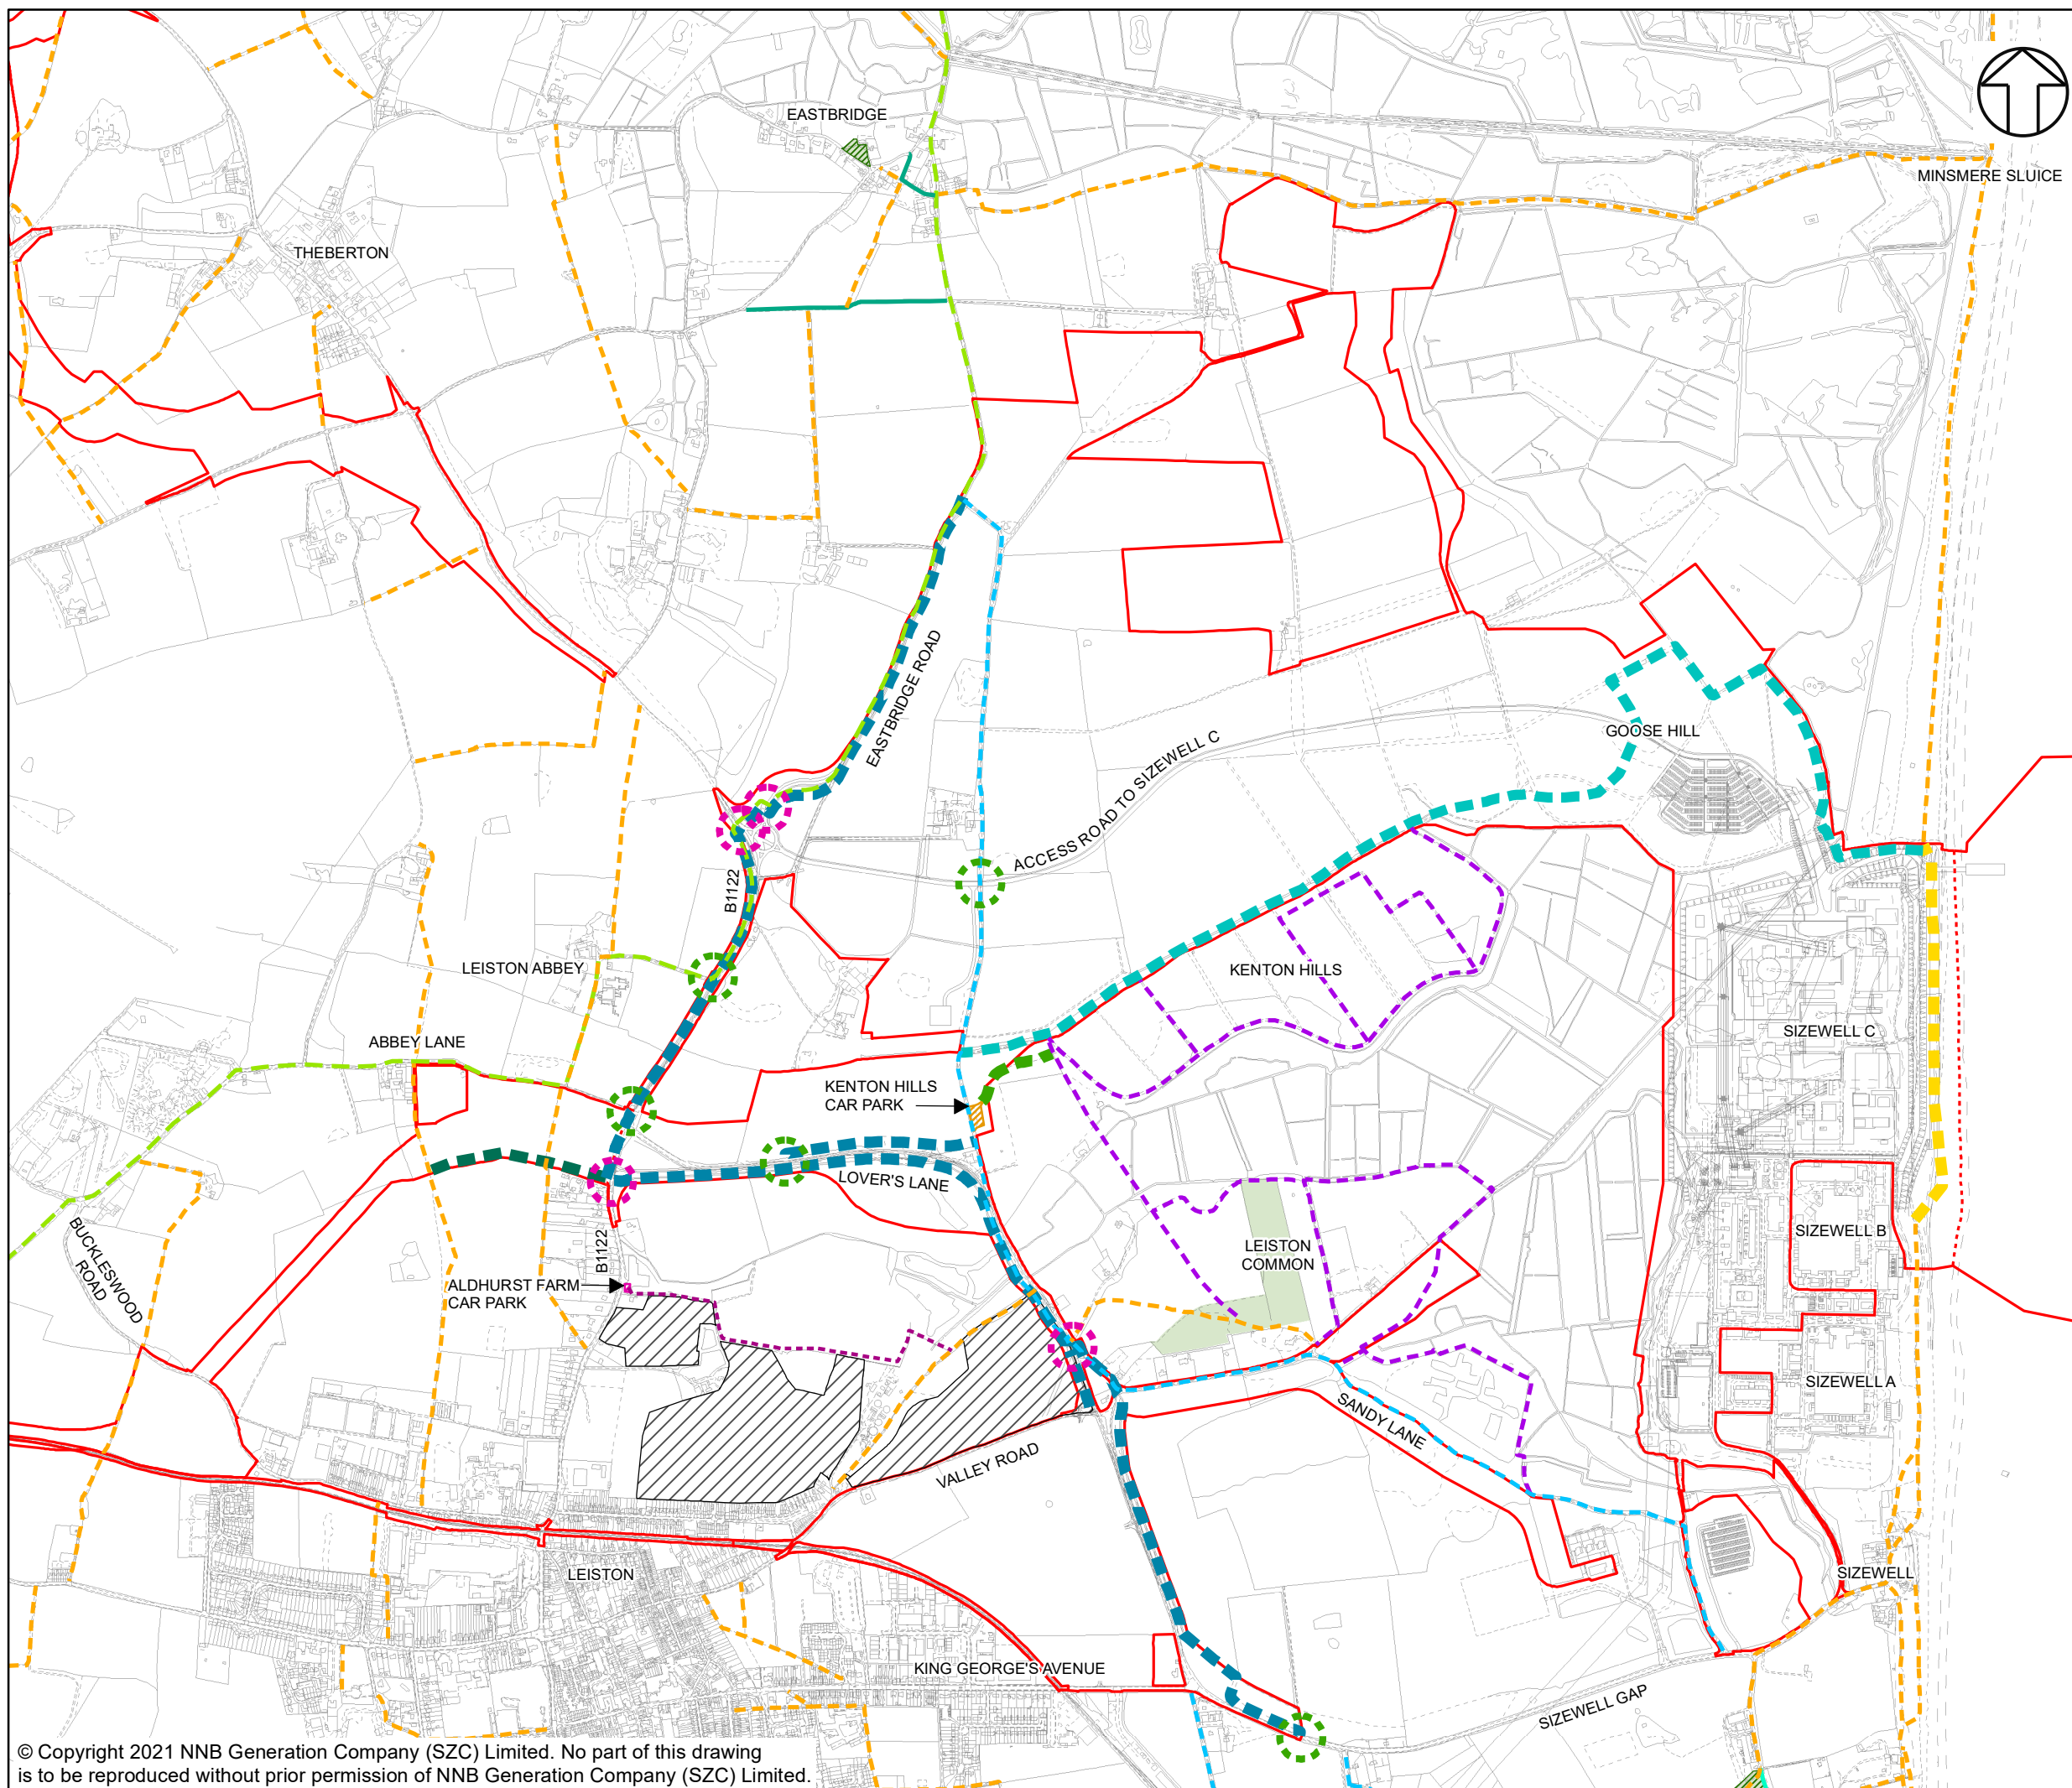 EASTBRIDGE
MINSMERE SLUICE
THEBERTON
EASTBRIDGE ROAD
GOOSE HILL
ACCESS ROAD TO SIZEWELL C
B1122
LEISTON ABBEY
KENTON HILLS
SIZEWELL C
ABBEY LANE
KENTON HILLS
CAR PARK
LOVER'S LANE
BUCKLESWOOD
ROAD
B1122
SIZEWELL B
LEISTON
COMMON
ALDHURST FARM
CAR PARK
SIZEWELL A
SANDY LANE
VALLEY ROAD
LEISTON
SIZEWELL
KING GEORGE'S AVENUE
SIZEWELL GAP
© Copyright 2021 NNB Generation Company (SZC) Limited. No part of this drawing
is to be reproduced without prior permission of NNB Generation Company (SZC) Limited.